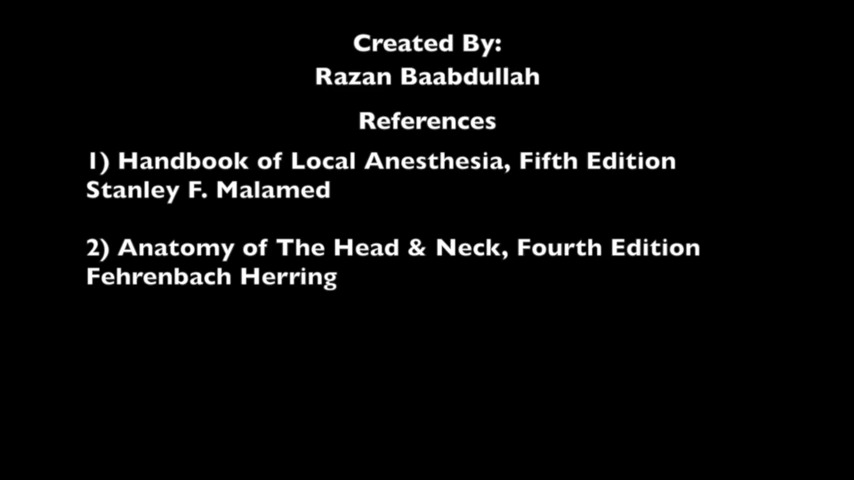 Created By:
Razan Baabdullah
References
1) Handbook of Local Anesthesia, Fifth Edition
Stanley F. Malamed
2) Anatomy of The Head & Neck, Fourth Edition
Fehrenbach Herring